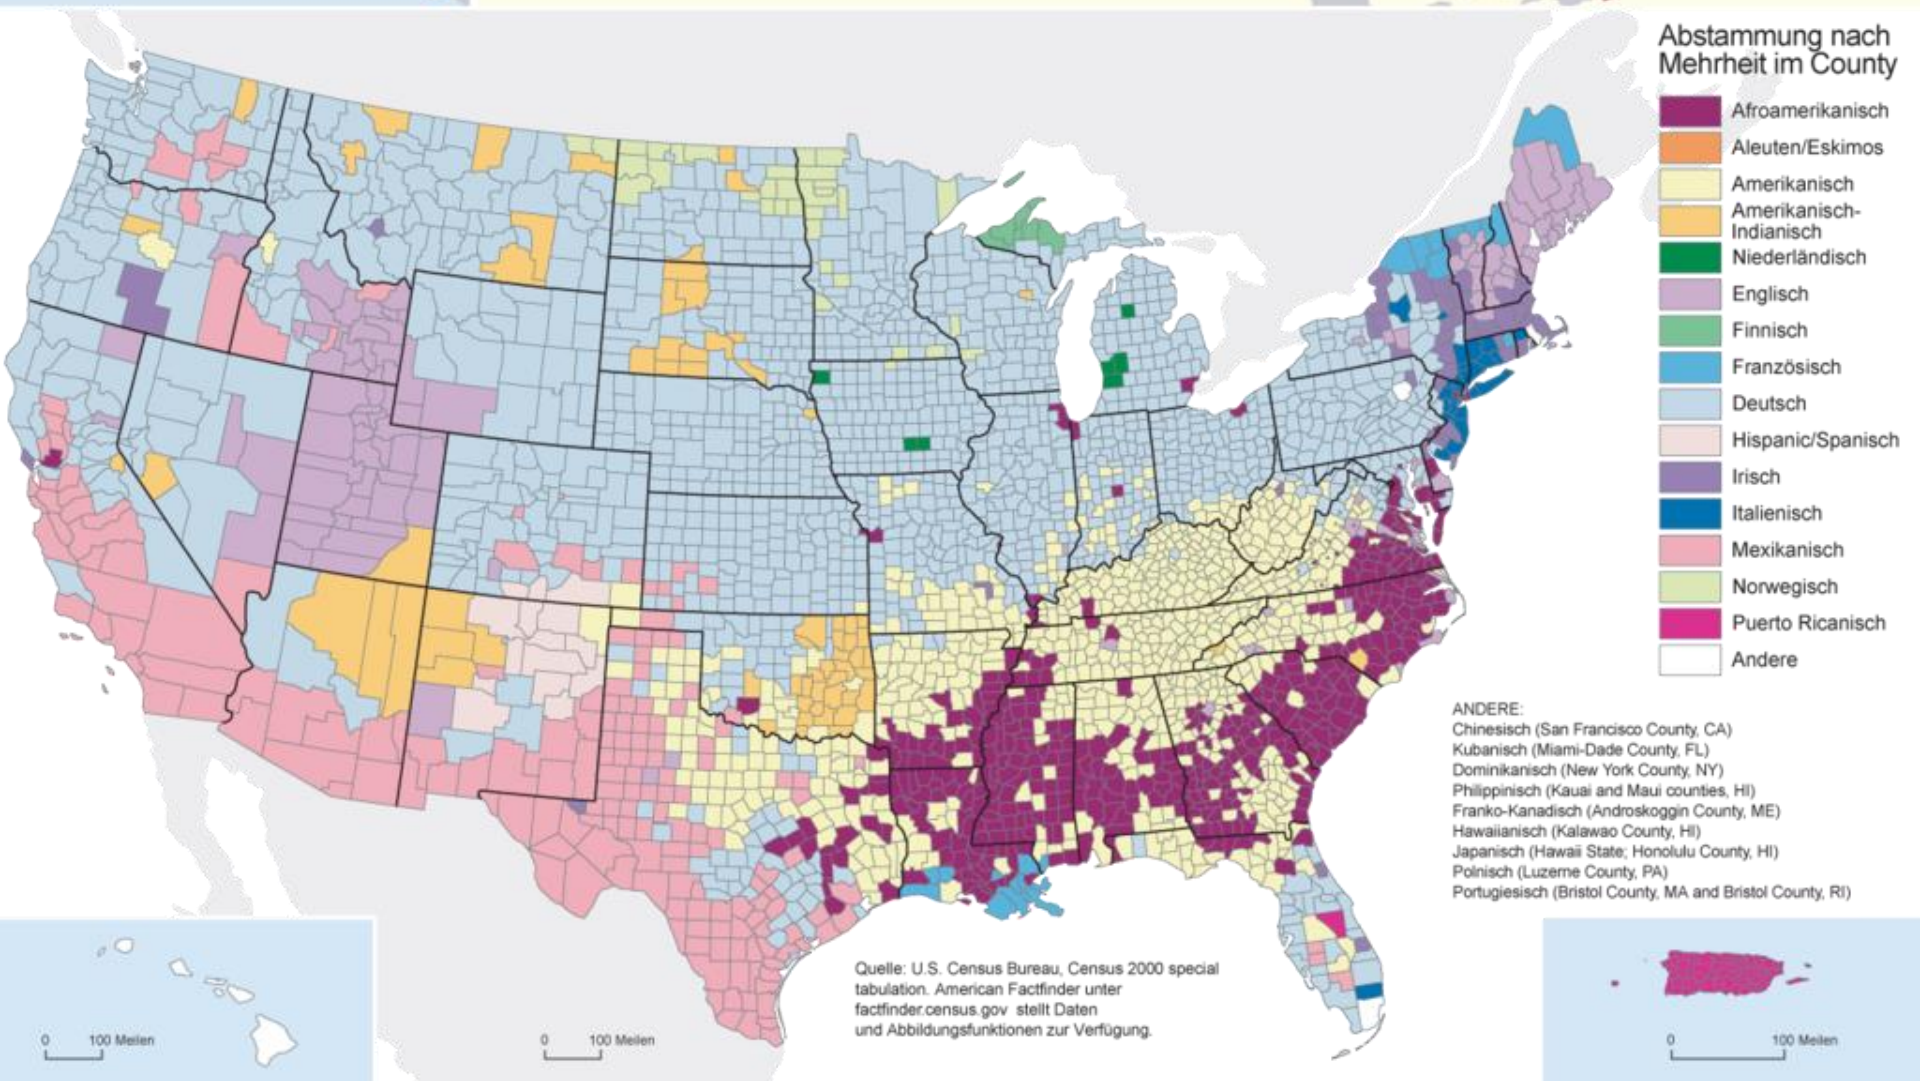 Abstammung nach
Mehrheit im County
Afroamerikanisch
Aleuten/Eskimos
Amerikanisch
Amerikanisch-
Indianisch
Niederländisch
Englisch
Finnisch
Französisch
Deutsch
Hispanic/Spanisch
Irisch
Italienisch
Mexikanisch
Norwegisch
Puerto Ricanisch
Andere
ANDERE:
Chinesisch (San Francisco County, CA)
Kubanisch (Miami-Dade County, FL)
Dominikanisch (New York County, NY)
Philippinisch (Kauai and Maui counties, HI)
Franko-Kanadisch (Androskoggin County, ME)
Hawaiianisch (Kalawao County, HI)
Japanisch (Hawaii State; Honolulu County, HI)
Polnisch (Luzerne County, PA)
Portugiesisch (Bristol County, MA and Bristol County, RI)
Quelle: U.S. Census Bureau, Census 2000 special
tabulation. American Factfinder unter
factfinder.census.gov stellt Daten
und Abbildungsfunktionen zur Verfügung.
0 100 Meilen
0 100 Meilen
0 100 Meilen